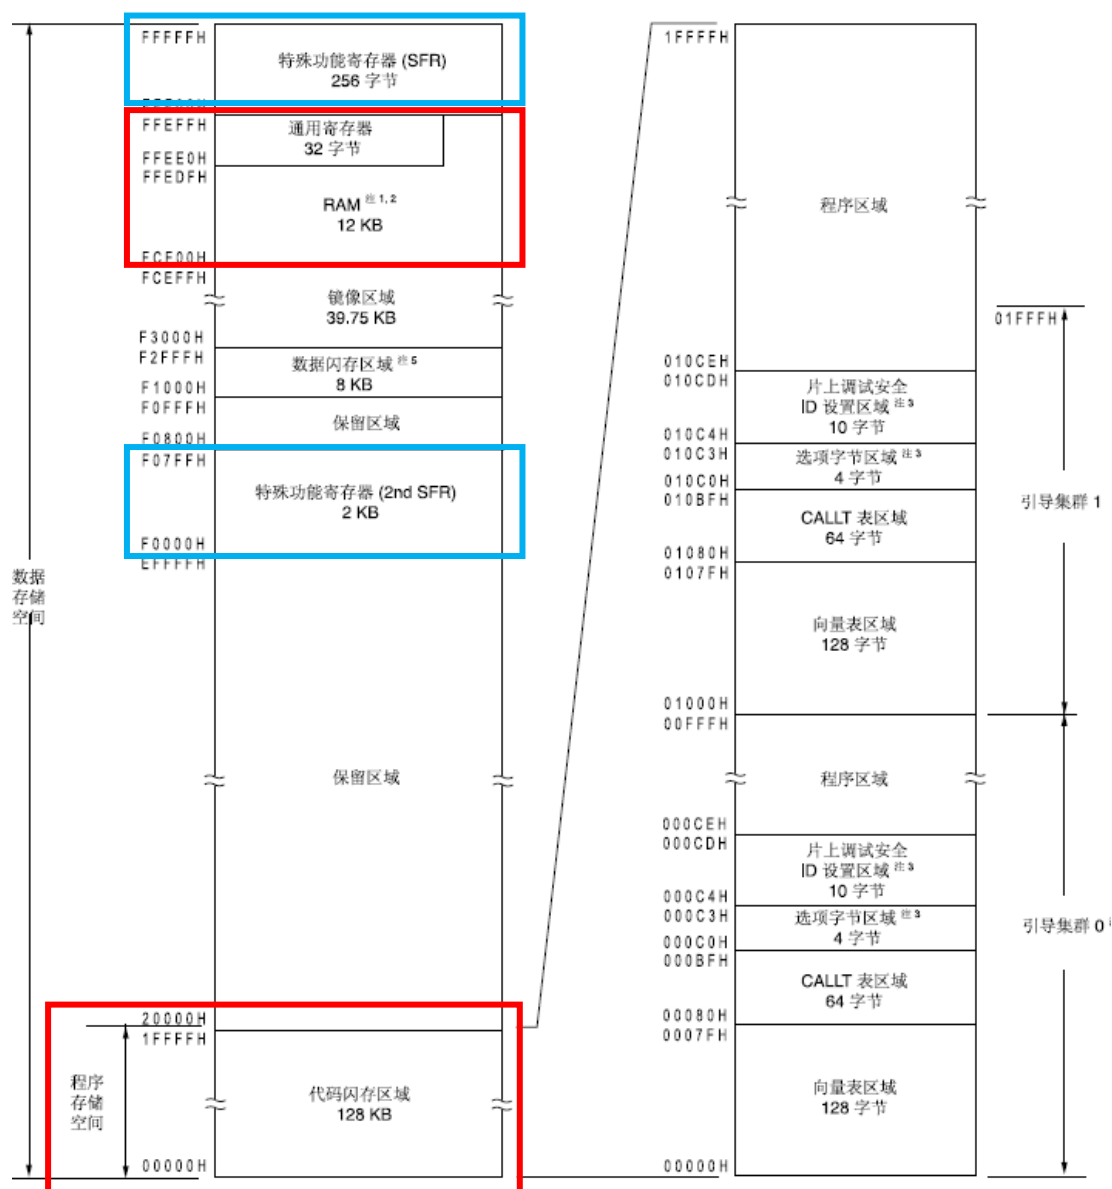 FFFFFH
特殊功能寄存器 (SFR)
256 字节
FFEFFH
通用寄存器
32 字节
FFEE0H
FFEDFH
RAM 注 1, 2
12 KB
FCF00H
FCEFFH
镜像区域
39.75 KB
F3000H
F2FFFH
数据闪存区域 注 5
8 KB
F1000H
F0FFFH
保留区域
F0800H
F07FFH
特殊功能寄存器 (2nd SFR)
2 KB
F0000H
EFFFFH
数据
存储
空间
保留区域
20000H
1FFFFH
程序
存储
空间
代码闪存区域
128 KB
00000H
1FFFFH
程序区域
01FFFH
010CEH
010CDH
片上调试安全
ID 设置区域 注 3
10 字节
010C4H
010C3H
选项字节区域 注 3
4 字节
010C0H
010BFH
引导集群 1
CALLT 表区域
64 字节
01080H
0107FH
向量表区域
128 字节
01000H
00FFFH
程序区域
000CEH
000CDH
片上调试安全
ID 设置区域 注 3
10 字节
000C4H
000C3H
选项字节区域 注 3
4 字节
000C0H
000BFH
引导集群 0
CALLT 表区域
64 字节
00080H
0007FH
向量表区域
128 字节
00000H